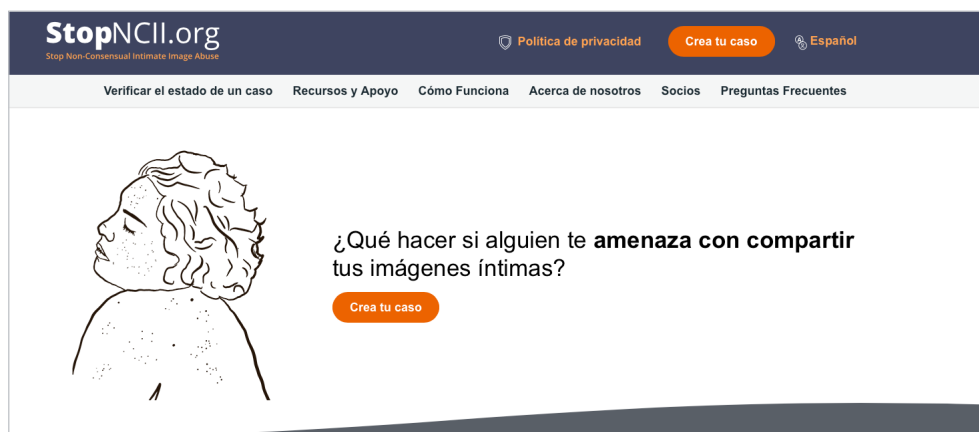 StopNCII.org
Stop Non-Consensual Intimate Image Abuse
Política de privacidad
Crea tu caso
Español
Verificar el estado de un caso
Recursos y Apoyo
Cómo Funciona
Acerca de nosotros
Socios
Preguntas Frecuentes
¿Qué hacer si alguien te amenaza con compartir
tus imágenes íntimas?
Crea tu caso